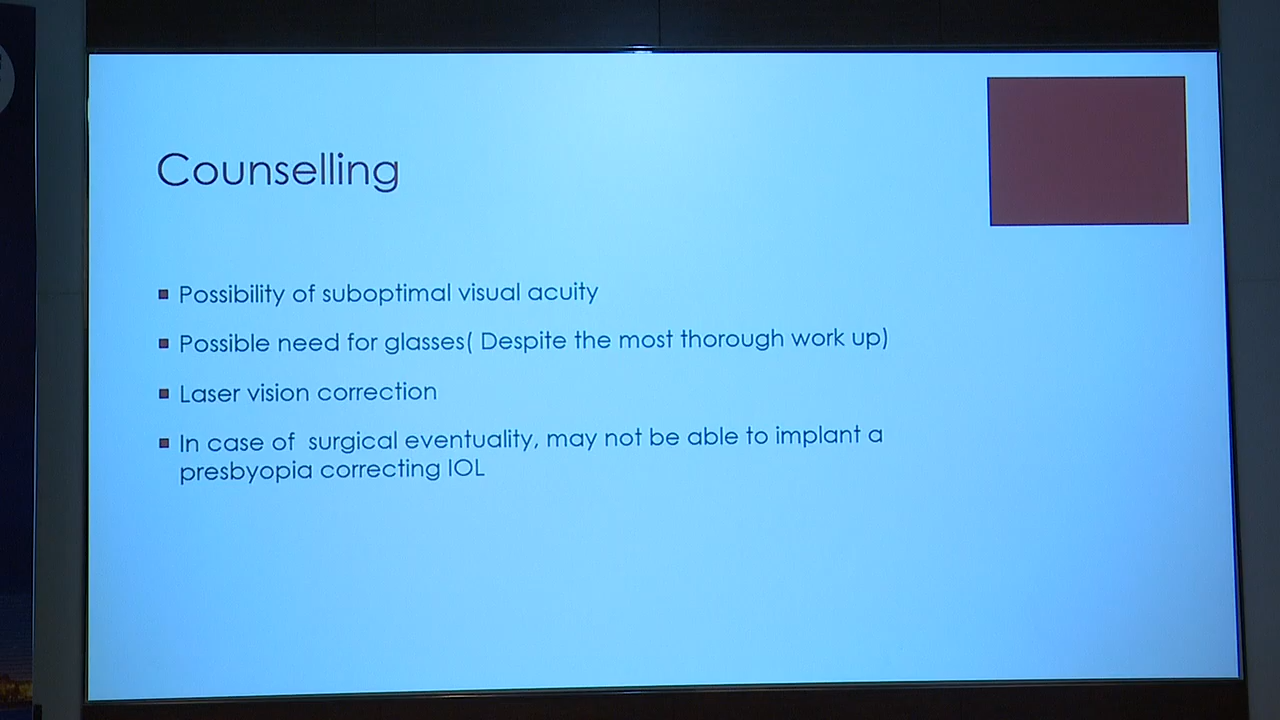 Counselling
Possibility of suboptimal visual acuity
Possible need for glasses( Despite the most thorough work up)
Laser vision correction
In case of  surgical eventuality, may not be able to implant a
presbyopia correcting IOL